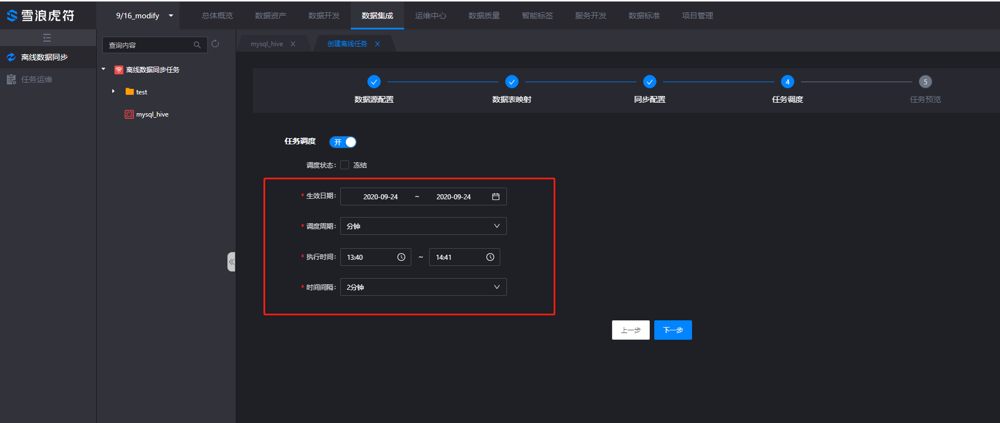 雪浪虎符
9/16_modify
总体概览
数据资产
数据开发
数据集成
运维中心
数据质量
智能标签
服务开发
数据标准
项目管理
离线数据同步
任务运维
查询内容
离线数据同步任务
test
mysql_hive
mysql_hive
创建离线任务
4
5
数据源配置
数据表映射
同步配置
任务调度
任务预览
任务调度 开
调度状态: 冻结
* 生效日期: 2020-09-24 ~ 2020-09-24
* 调度周期: 分钟
* 执行时间: 13:40 ~ 14:41
* 时间间隔: 2分钟
上一步
下一步